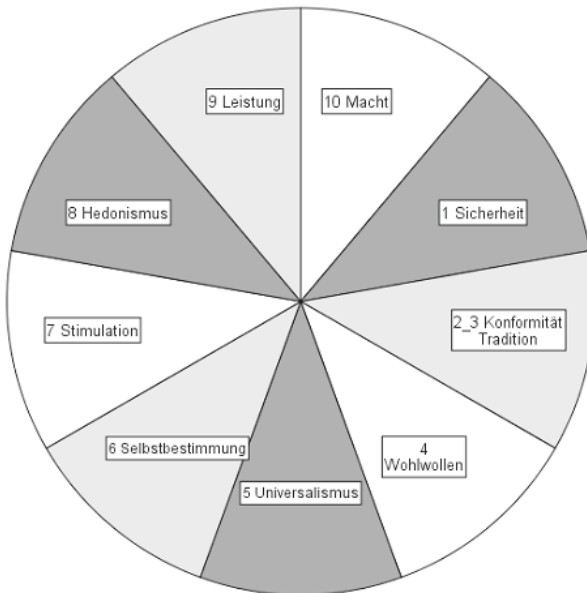 9 Leistung
10 Macht
8 Hedonismus
1 Sicherheit
2_3 Konformität
Tradition
7 Stimulation
6 Selbstbestimmung
4
Wohlwollen
5 Universalismus